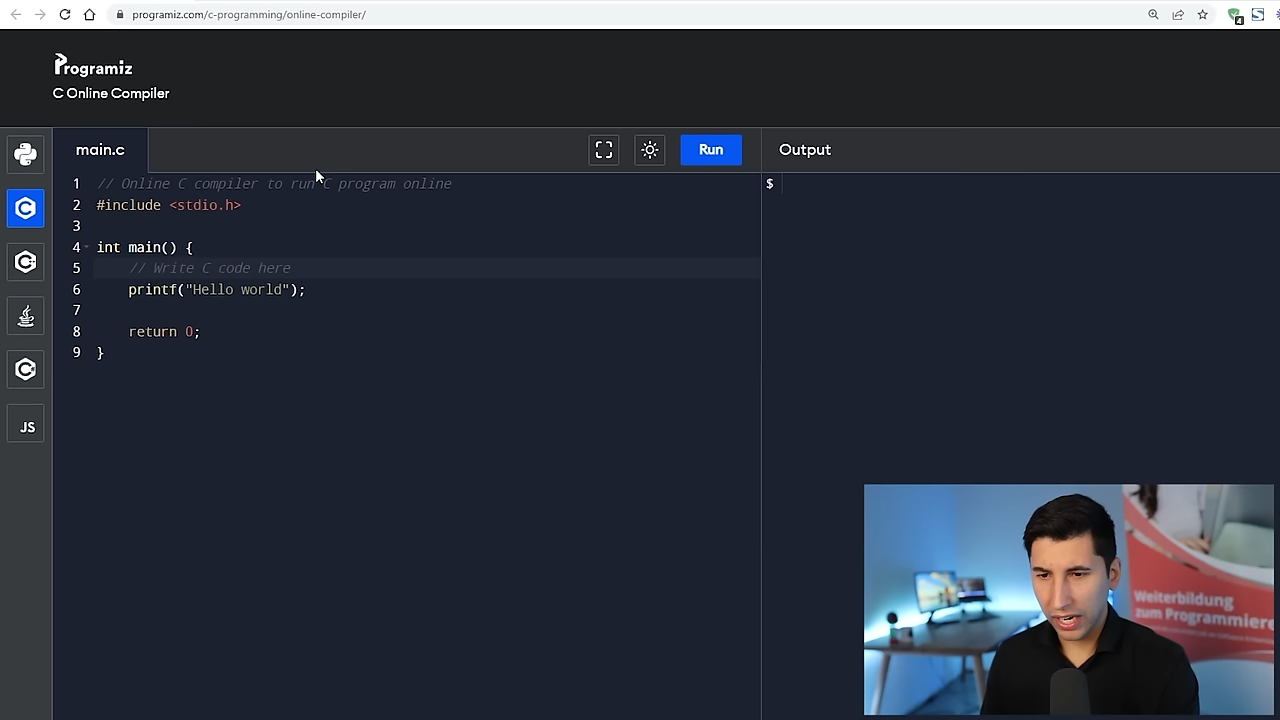 programiz.com/c-programming/online-compiler/
4
Programiz
C Online Compiler
main.c
Run
Output
1 // Online C compiler to run C program online
2 #include <stdio.h>
3
4 int main() {
5 // Write C code here
6 printf("Hello world");
7
8 return 0;
9 }
$
JS
Weiterbildung
zum Programmiere